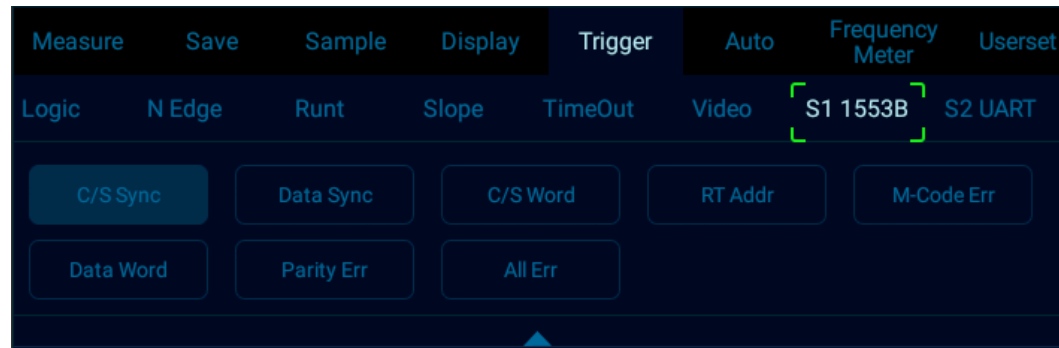 Measure Save Sample Display Trigger Auto Frequency Meter Userset
Logic N Edge Runt Slope TimeOut Video S1 1553B S2 UART
C/S Sync Data Sync C/S Word RT Addr M-Code Err
Data Word Parity Err All Err